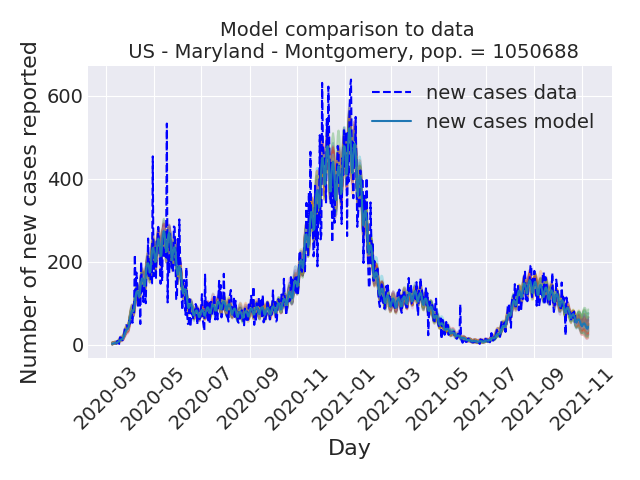 Model comparison to data
US - Maryland - Montgomery, pop. = 1050688
Number of new cases reported
600
400
200
0
new cases data
new cases model
2020-03
2020-05
2020-07
2020-09
2020-11
2021-01
2021-03
2021-05
2021-07
2021-09
2021-11
Day